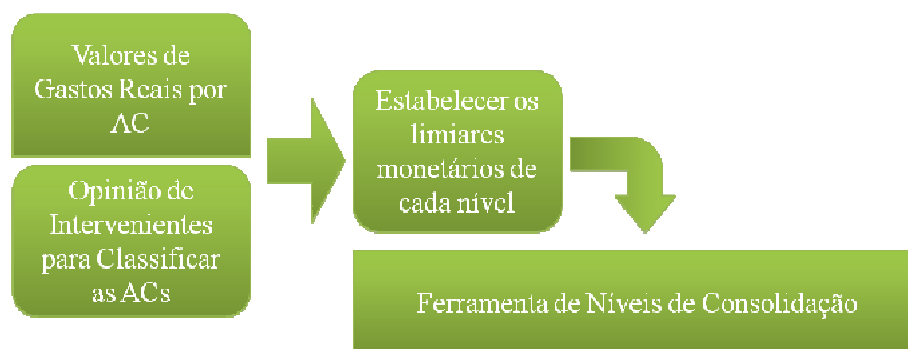 Valores de
Gastos Reais por
AC
Opinião de
Intervenientes
para Classificar
as ACs
Estabelecer os
limiares
monetários de
cada nível
Ferramenta de Níveis de Consolidação